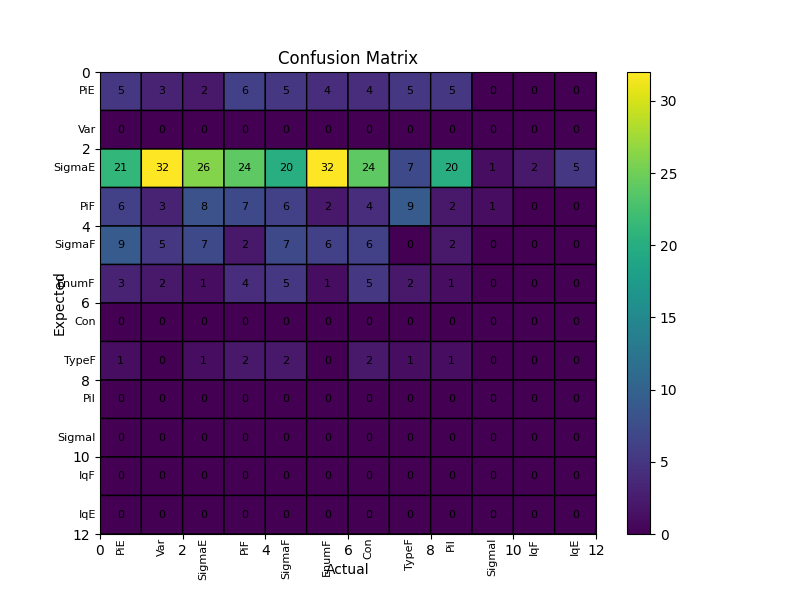 Confusion Matrix
0
PiE 5 3 2 6 5 4 4 5 5 0 0 0
Var 0 0 0 0 0 0 0 0 0 0 0 0
2
SigmaE 21 32 26 24 20 32 24 7 20 1 2 5
PiF 6 3 8 7 6 2 4 9 2 1 0 0
4
SigmaF 9 5 7 2 7 6 6 0 2 0 0 0
EnumF 3 2 1 4 5 1 5 2 1 0 0 0
Expected
6
Con 0 0 0 0 0 0 0 0 0 0 0 0
TypeF 1 0 1 2 2 0 2 1 1 0 0 0
8
PiI 0 0 0 0 0 0 0 0 0 0 0 0
SigmaI 0 0 0 0 0 0 0 0 0 0 0 0
10
IqF 0 0 0 0 0 0 0 0 0 0 0 0
IqE 0 0 0 0 0 0 0 0 0 0 0 0
12
0 2 4 6 8 10 12
PiE Var SigmaE PiF SigmaF EnumF Con TypeF PiI SigmaI IqF IqE
Actual
30
25
20
15
10
5
0